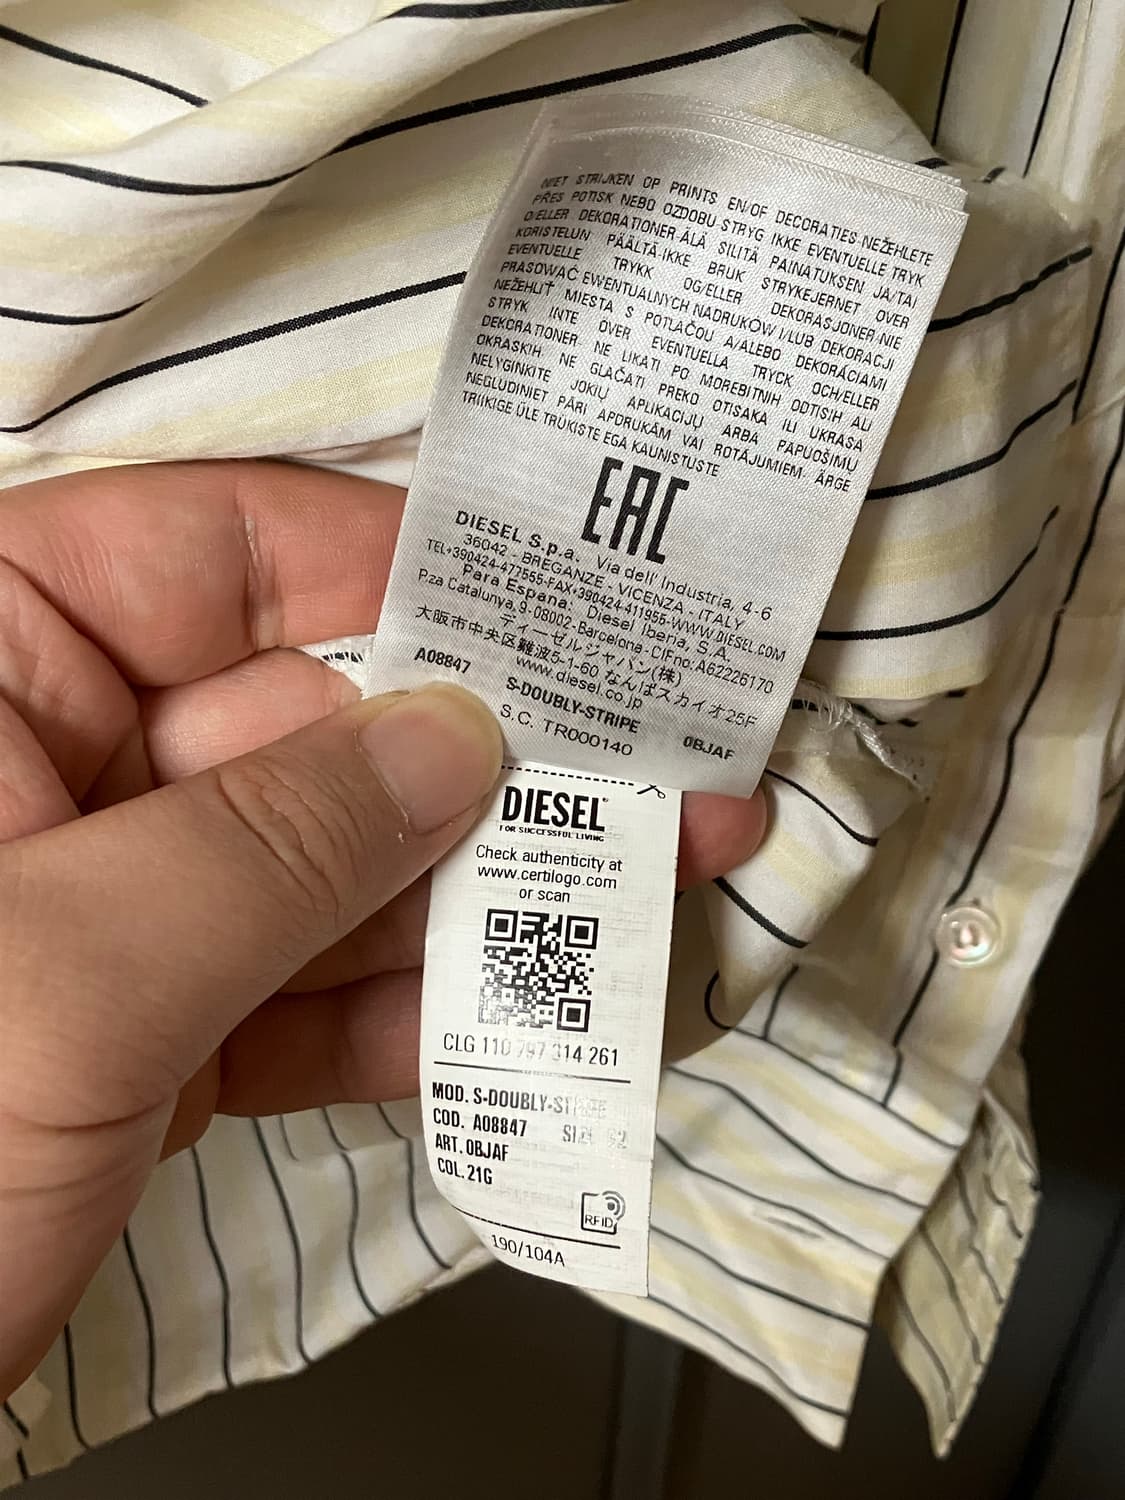 NIET STRIJKEN OP PRINTS EN/OF DECORATIES-NEŽEHLETE
PŘES POTISK NEBO OZDOBU-STRYG IKKE EVENTUELLE TRYK
O/ELLER DEKORATIONER-ÄLÄ SILITÄ PAINATUKSEN JA/TAI
KORISTELUN PÄÄLTÄ-IKKE BRUK STRYKEJERNET OVER
EVENTUELLE TRYKK OG/ELLER DEKORASJONER-NIE
PRASOWAĆ EWENTUALNYCH NADRUKÓW I/LUB DEKORACJI
NEŽEHLIŤ MIESTA S POTLAČOU A/ALEBO DEKORÁCIAMI
STRYK INTE ÖVER EVENTUELLA TRYCK OCH/ELLER
DEKORATIONER. NE LIKATI PO MOREBITNIH ODTISIH ALI
OKRASKIH. NE GLAČATI PREKO OTISAKA ILI UKRASA
NELYGINKITE JOKIŲ APLIKACIJŲ ARBA PAPUOŠIMŲ
NEGLUDINIET PĀRI APDRUKĀM VAI ROTĀJUMIEM- ÄRGE
TRIIKIGE ÜLE TRÜKISTE EGA KAUNISTUSTE
EAC
DIESEL S.p.a. Via dell' Industria, 4-6
36042 - BREGANZE - VICENZA - ITALY
TEL+390424-477555-FAX+390424-411955-WWW.DIESEL.COM
Para Espana: Diesel Iberia, S.A.
P.za Catalunya, 9-08002-Barcelona-CIF no: A62226170
ディーゼルジャパン(株)
大阪市中央区難波5-1-60 なんばスカイオ25F
www.diesel.co.jp
A08847 S-DOUBLY-STRIPE 0BJAF
S.C. TR000140
DIESEL
FOR SUCCESSFUL LIVING
Check authenticity at
www.certilogo.com
or scan
CLG 110 797 314 261
MOD. S-DOUBLY-STRIPE
COD. A08847 SIZE
ART. 0BJAF
COL. 21G
RFID
190/104A